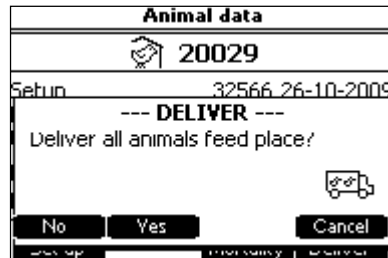 Animal data
20029
Setup 32566 26-10-2009
--- DELIVER ---
Deliver all animals feed place?
No Yes Cancel
Set up Mortality Deliver